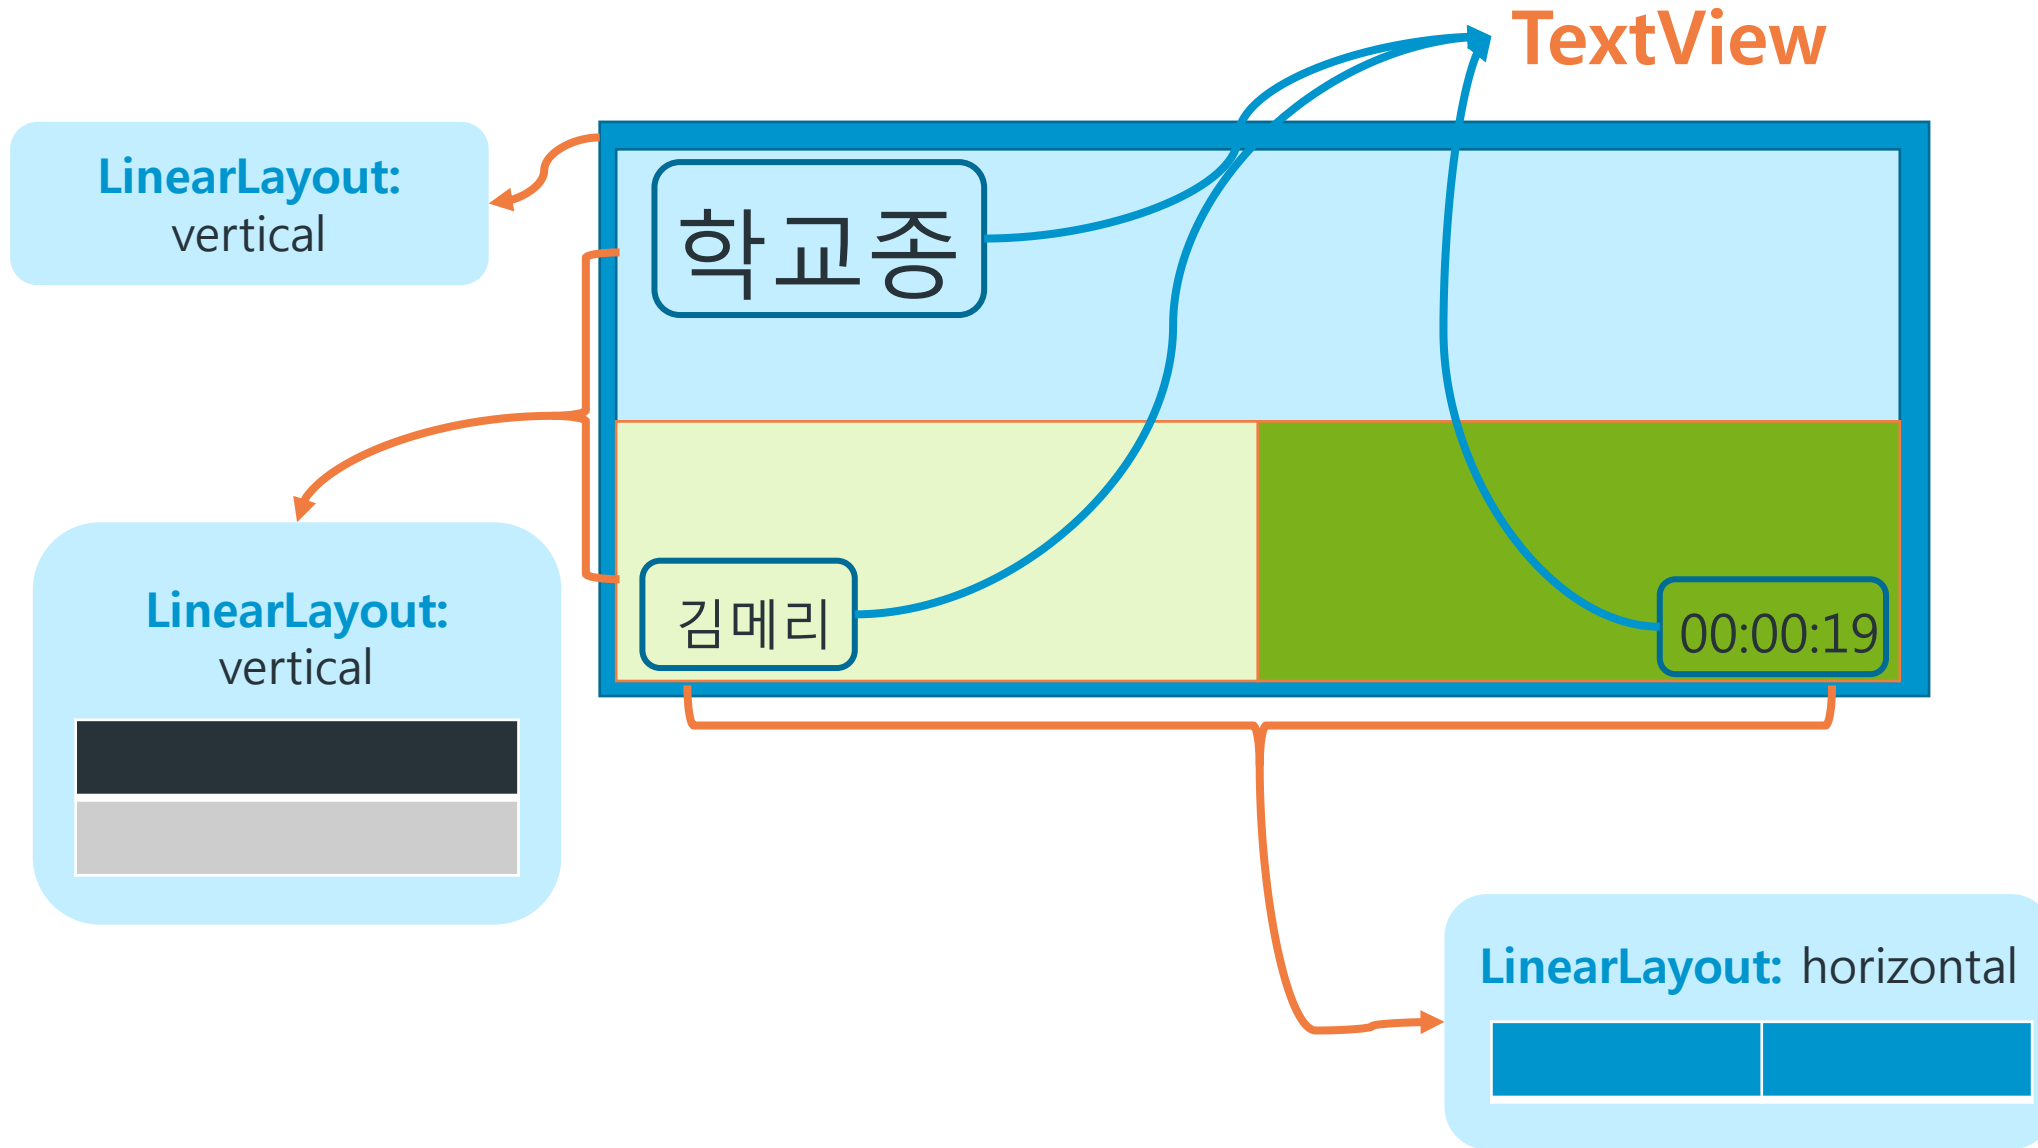 TextView
LinearLayout:
vertical
학교종
LinearLayout:
vertical
김메리
00:00:19
LinearLayout: horizontal